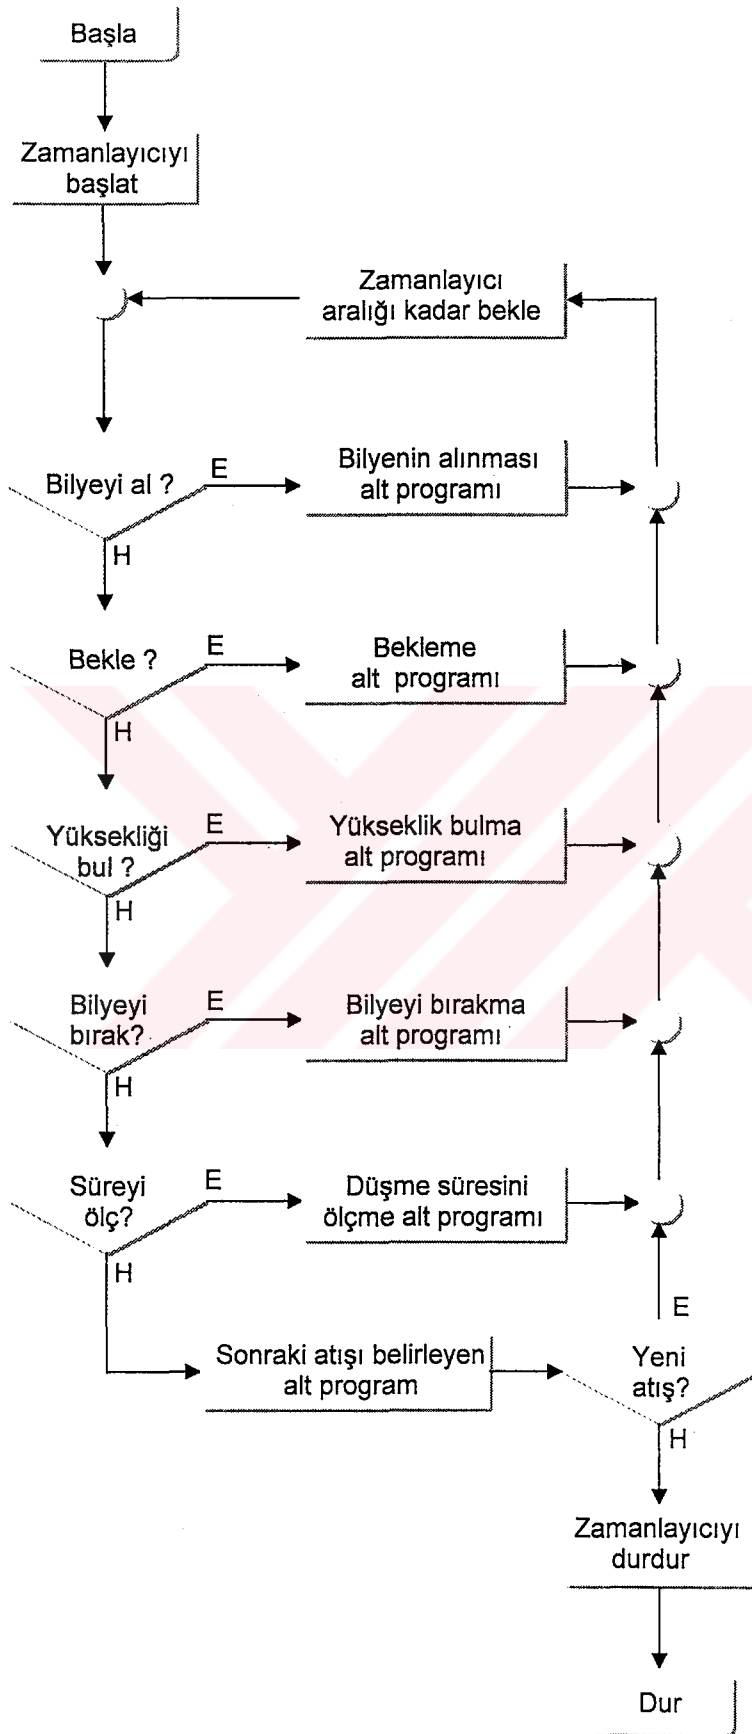 Başla
Zamanlayıcıyı
başlat
Zamanlayıcı
aralığı kadar bekle
Bilyeyi al ?
E
Bilyenin alınması
alt programı
H
Bekle ?
E
Bekleme
alt programı
H
Yüksekliği
bul ?
E
Yükseklik bulma
alt programı
H
Bilyeyi
bırak?
E
Bilyeyi bırakma
alt programı
H
Süreyi
ölç?
E
Düşme süresini
ölçme alt programı
H
E
Sonraki atışı belirleyen
alt program
Yeni
atış?
H
Zamanlayıcıyı
durdur
Dur